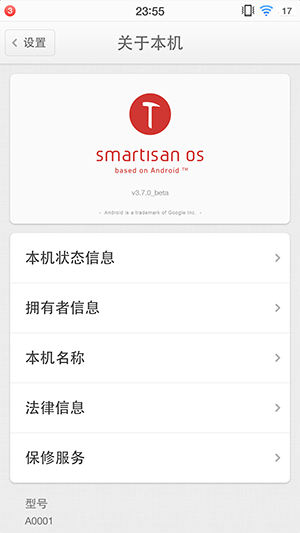 3
23:55
17
设置
关于本机
T
smartisan os
based on Android ™
v3.7.0_beta
- Android is a trademark of Google Inc. -
本机状态信息
拥有者信息
本机名称
法律信息
保修服务
型号
A0001